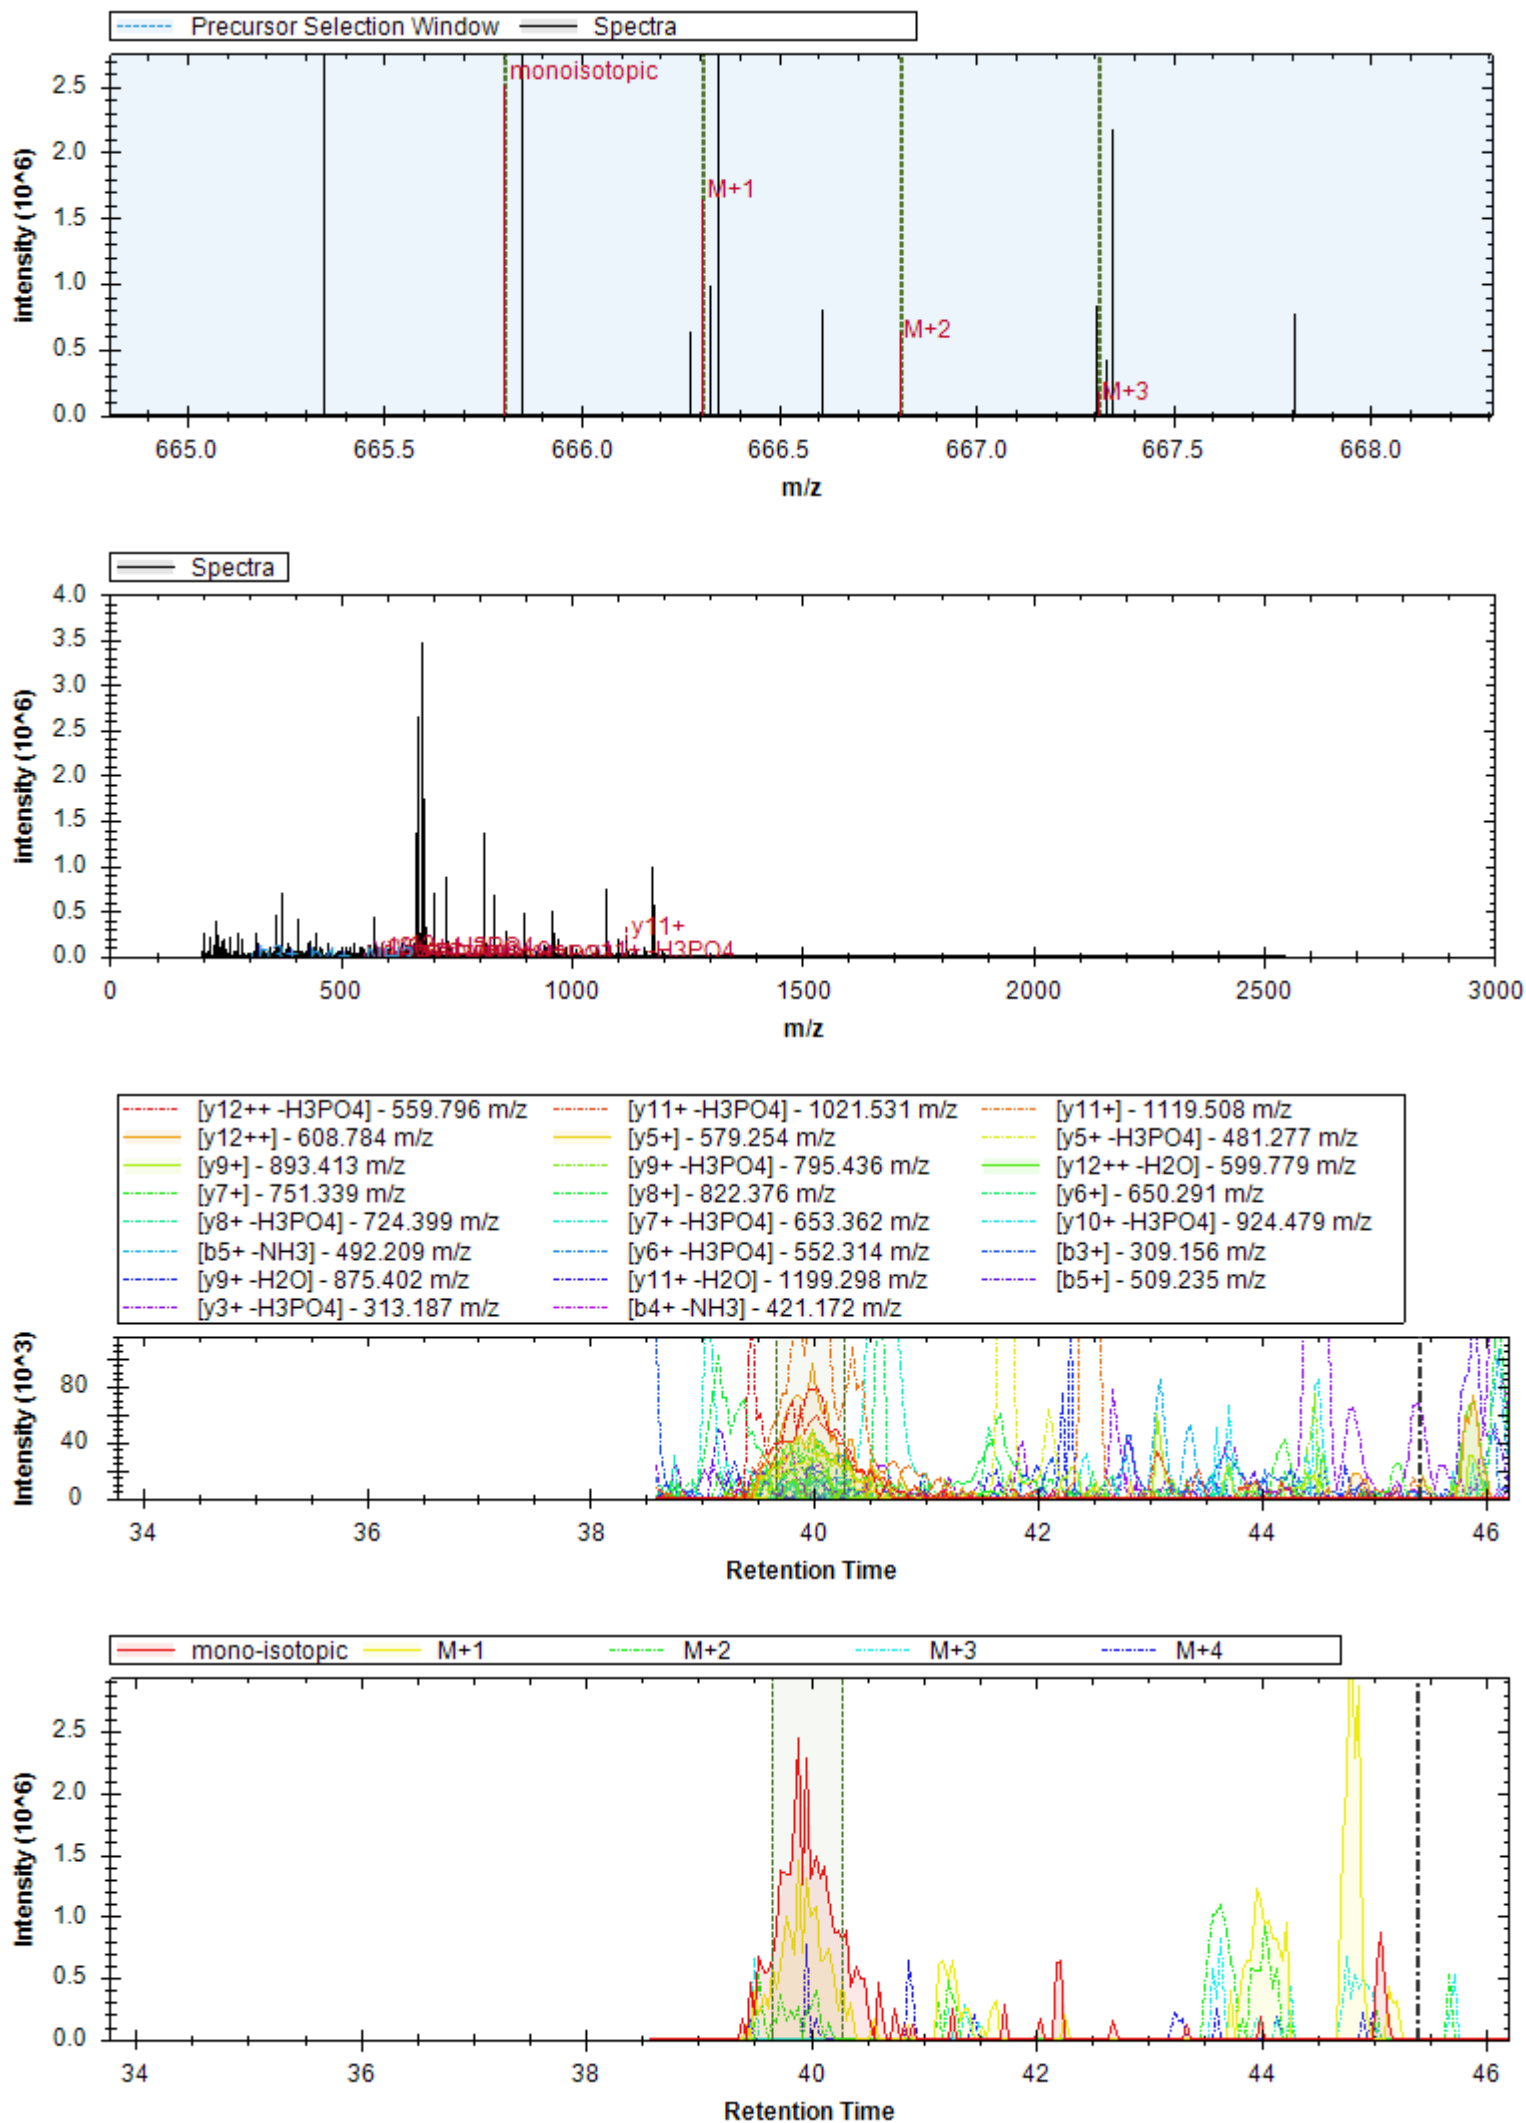 Precursor Selection Window Spectra
monoisotopic
2.5
2.0
M+1
1.5
1.0
M+2
0.5
M+3
0.0
intensity (10^6)
665.0 665.5 666.0 666.5 667.0 667.5 668.0
m/z
Spectra
4.0
3.5
3.0
2.5
2.0
1.5
1.0
0.5
y11+
0.0
intensity (10^6)
0 500 1000 1500 2000 2500 3000
m/z
[y12++ -H3PO4] - 559.796 m/z [y11+ -H3PO4] - 1021.531 m/z [y11+] - 1119.508 m/z
[y12++] - 608.784 m/z [y5+] - 579.254 m/z [y5+ -H3PO4] - 481.277 m/z
[y9+] - 893.413 m/z [y9+ -H3PO4] - 795.436 m/z [y12++ -H2O] - 599.779 m/z
[y7+] - 751.339 m/z [y8+] - 822.376 m/z [y6+] - 650.291 m/z
[y8+ -H3PO4] - 724.399 m/z [y7+ -H3PO4] - 653.362 m/z [y10+ -H3PO4] - 924.479 m/z
[b5+ -NH3] - 492.209 m/z [y6+ -H3PO4] - 552.314 m/z [b3+] - 309.156 m/z
[y9+ -H2O] - 875.402 m/z [y11+ -H2O] - 1199.298 m/z [b5+] - 509.235 m/z
[y3+ -H3PO4] - 313.187 m/z [b4+ -NH3] - 421.172 m/z
80
40
0
Intensity (10^3)
34 36 38 40 42 44 46
Retention Time
mono-isotopic M+1 M+2 M+3 M+4
2.5
2.0
1.5
1.0
0.5
0.0
Intensity (10^6)
34 36 38 40 42 44 46
Retention Time